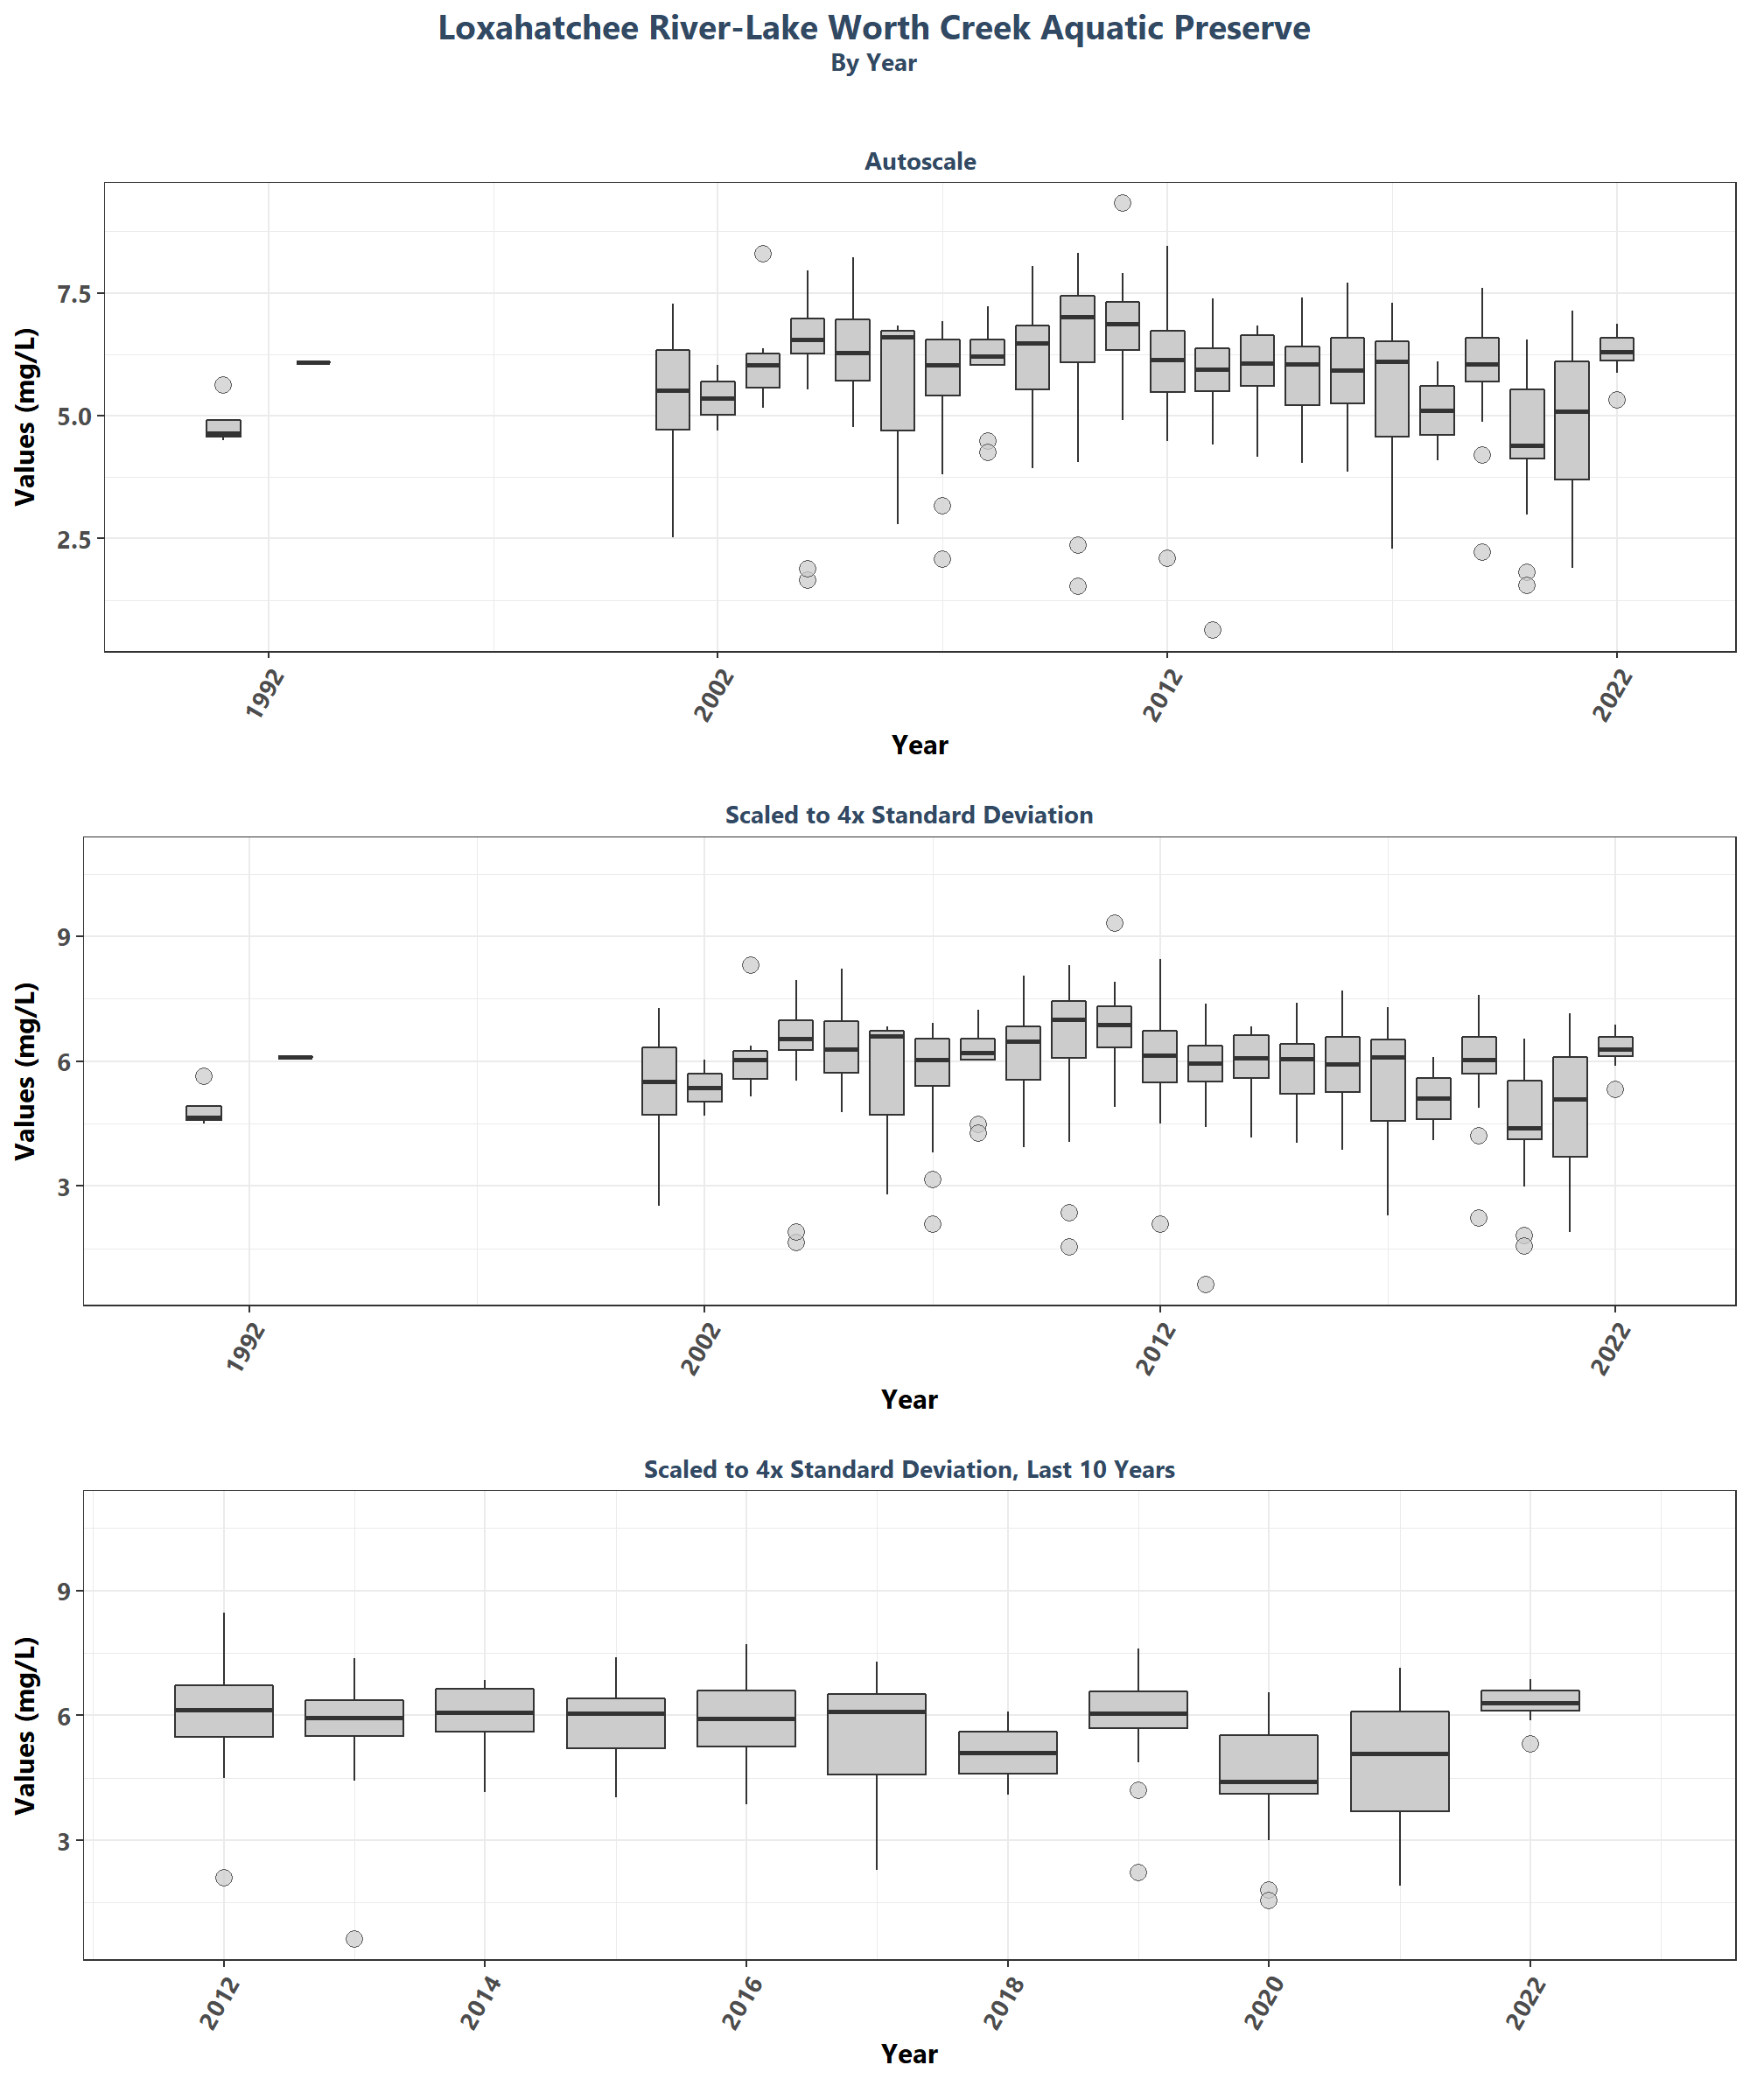 Loxahatchee River-Lake Worth Creek Aquatic Preserve
By Year
Autoscale
Values (mg/L)
7.5
5.0
2.5
1992
2002
2012
2022
Year
Scaled to 4x Standard Deviation
Values (mg/L)
9
6
3
1992
2002
2012
2022
Year
Scaled to 4x Standard Deviation, Last 10 Years
Values (mg/L)
9
6
3
2012
2014
2016
2018
2020
2022
Year